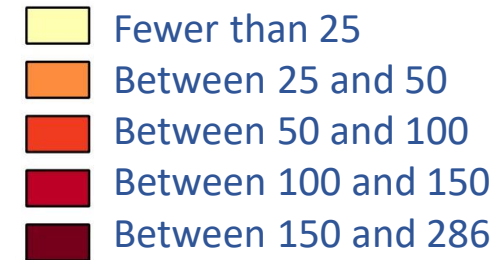 Fewer than 25
Between 25 and 50
Between 50 and 100
Between 100 and 150
Between 150 and 286